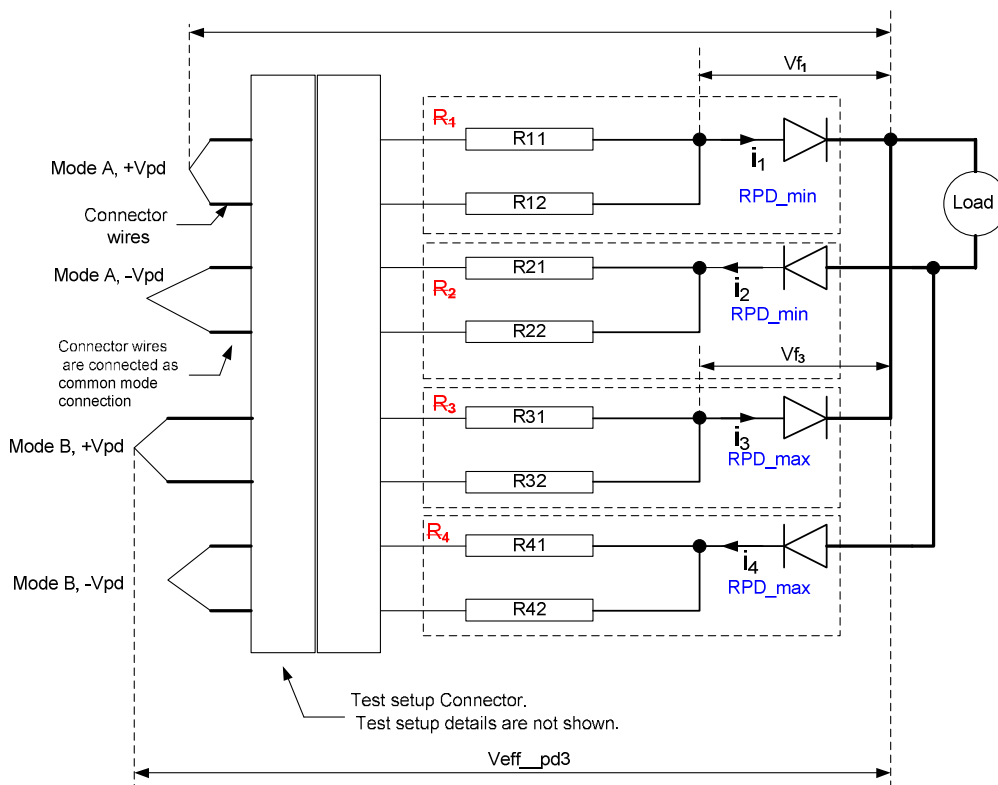 Vf1
R1
R11
Mode A, +Vpd
i1
R12
RPD_min
Load
Connector
wires
Mode A, -Vpd
R21
R2
i2
RPD_min
R22
Connector wires
are connected as
common mode
connection
Vf3
R3
R31
Mode B, +Vpd
i3
RPD_max
R32
R4
R41
i4
Mode B, -Vpd
RPD_max
R42
Test setup Connector.
Test setup details are not shown.
Veff__pd3